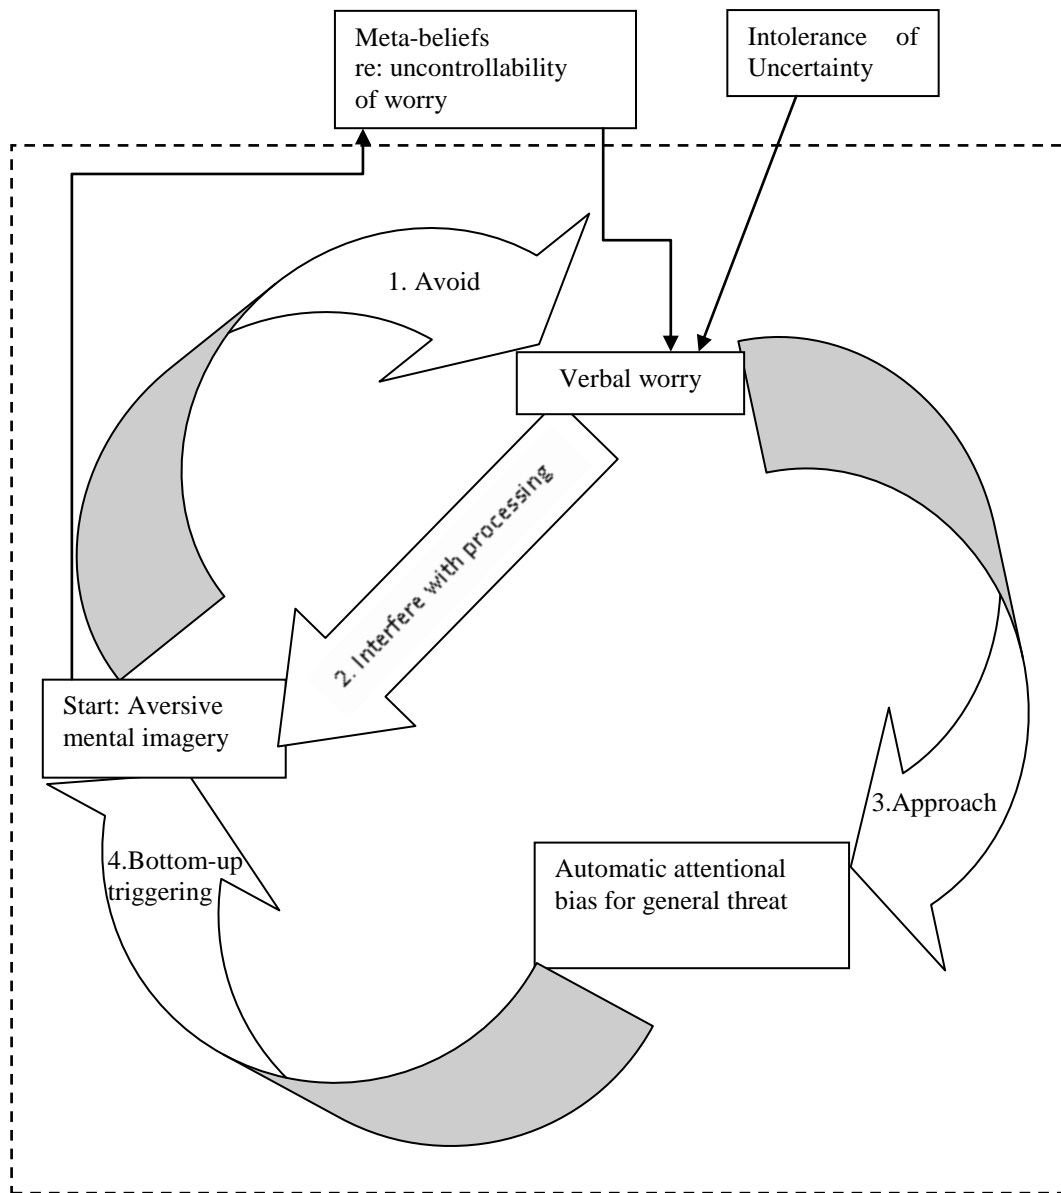 Meta-beliefs
re: uncontrollability
of worry
Intolerance of
Uncertainty
1. Avoid
Verbal worry
2. Interfere with processing
Start: Aversive
mental imagery
3.Approach
4.Bottom-up
triggering
Automatic attentional
bias for general threat